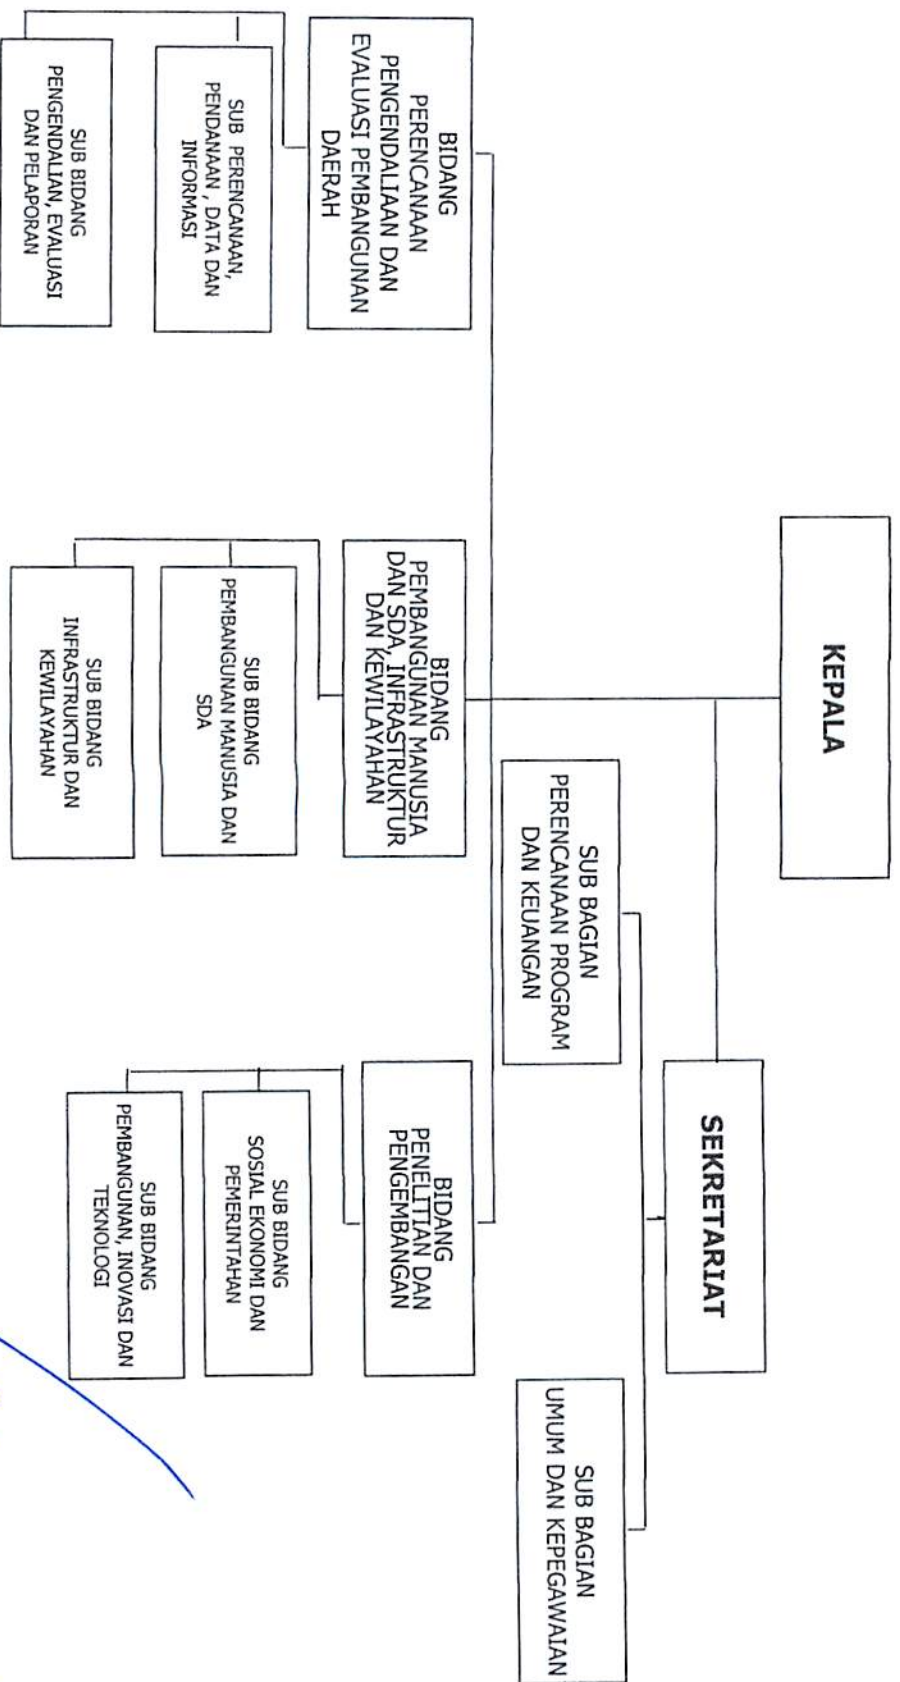 KEPALA
SEKRETARIAT
SUB BAGIAN
PERENCANAAN PROGRAM
DAN KEUANGAN
SUB BAGIAN
UMUM DAN KEPEGAWAIAN
BIDANG
PERENCANAAN
PENGENDALIAAN DAN
EVALUASI PEMBANGUNAN
DAERAH
SUB PERENCANAAN,
PENDANAAN , DATA DAN
INFORMASI
SUB BIDANG
PENGENDALIAN, EVALUASI
DAN PELAPORAN
BIDANG
PEMBANGUNAN MANUSIA
DAN SDA, INFRASTRUKTUR
DAN KEWILAYAHAN
SUB BIDANG
PEMBANGUNAN MANUSIA DAN
SDA
SUB BIDANG
INFRASTRUKTUR DAN
KEWILAYAHAN
BIDANG
PENELITIAN DAN
PENGEMBANGAN
SUB BIDANG
SOSIAL EKONOMI DAN
PEMERINTAHAN
SUB BIDANG
PEMBANGUNAN, INOVASI DAN
TEKNOLOGI